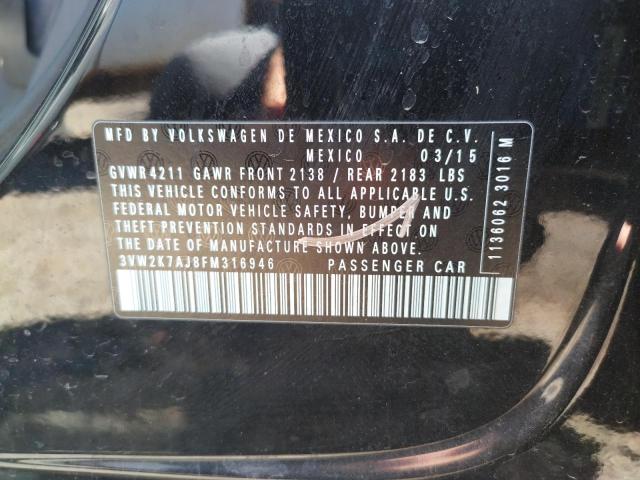 MFD BY VOLKSWAGEN DE MEXICO S.A. DE C.V.
MEXICO 03/15
GVWR 4211 GAWR FRONT 2138 / REAR 2183 LBS
THIS VEHICLE CONFORMS TO ALL APPLICABLE U.S.
FEDERAL MOTOR VEHICLE SAFETY, BUMPER AND
THEFT PREVENTION STANDARDS IN EFFECT ON
THE DATE OF MANUFACTURE SHOWN ABOVE.
3VW2K7AJ8FM316946 PASSENGER CAR
1136062 3016 M